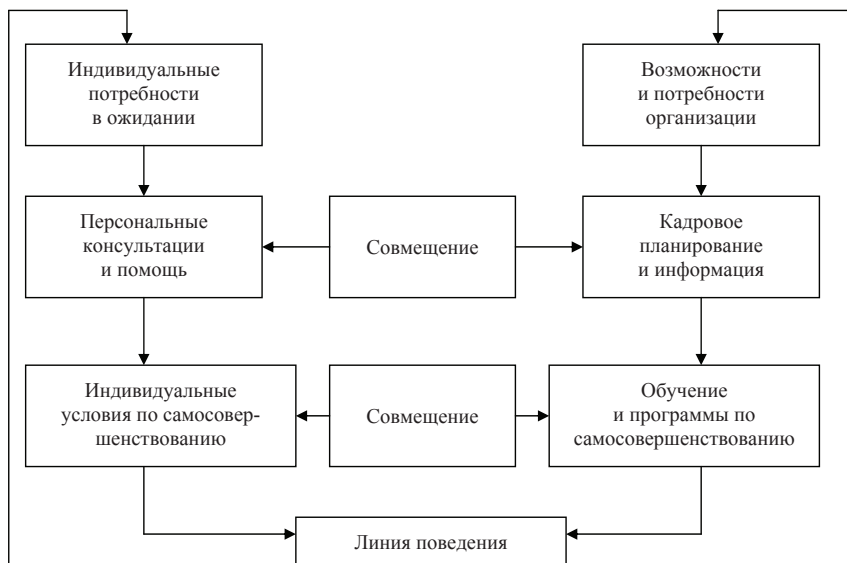 Индивидуальные
потребности
в ожидании
Возможности
и потребности
организации
Персональные
консультации
и помощь
Совмещение
Кадровое
планирование
и информация
Индивидуальные
условия по самосовер-
шенствованию
Совмещение
Обучение
и программы по
самосовершенствованию
Линия поведения